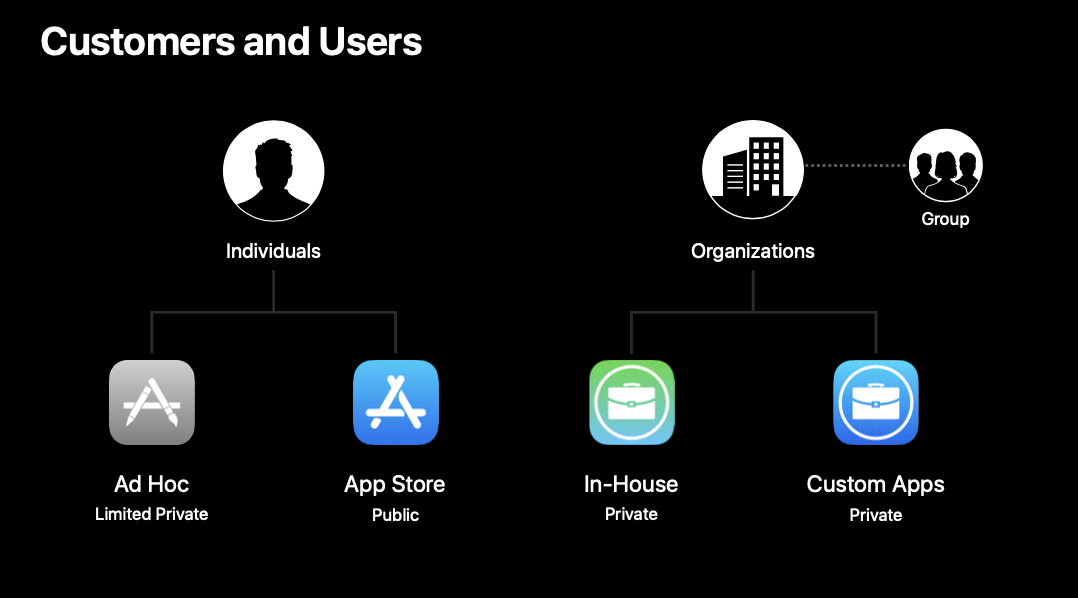 Customers and Users
Individuals
Organizations
Group
Ad Hoc
Limited Private
App Store
Public
In-House
Private
Custom Apps
Private